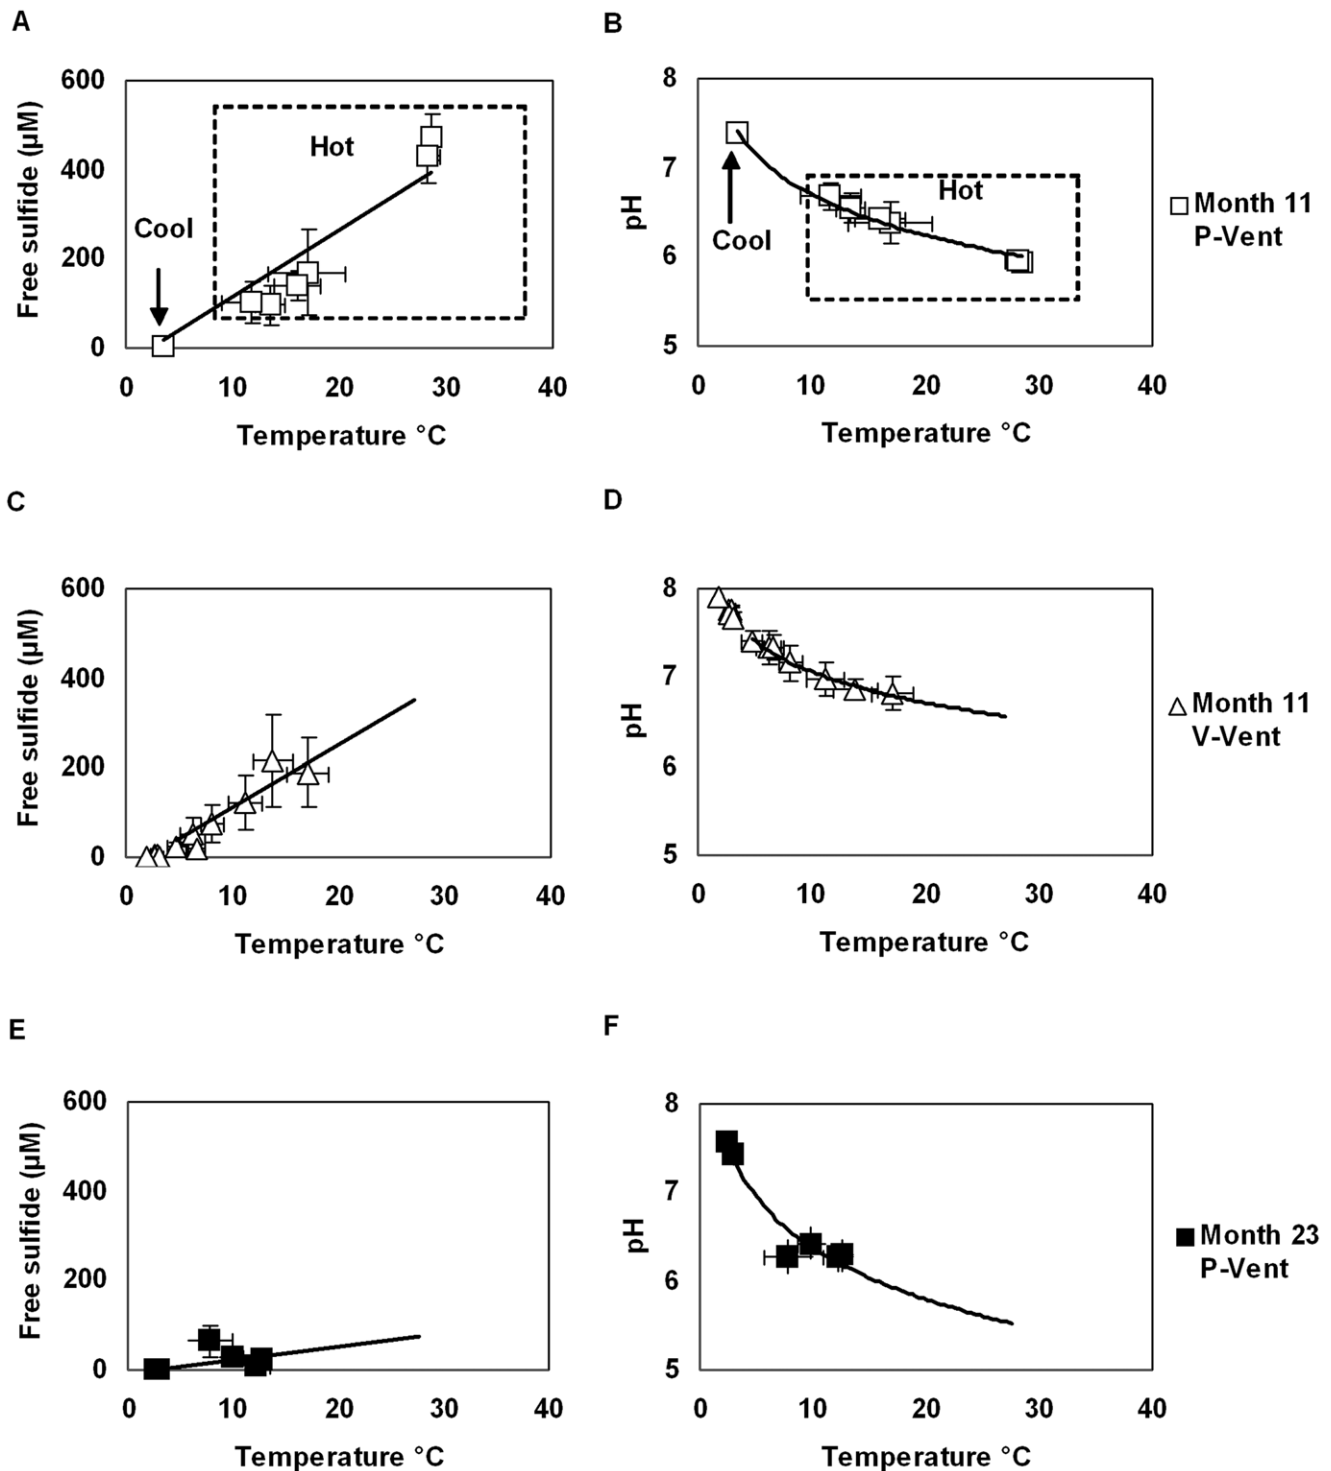 A
B
600
400
200
0
Free sulfide (µM)
Hot
Cool
0 10 20 30 40
Temperature °C
8
7
6
5
pH
Hot
Cool
0 10 20 30 40
Temperature °C
Month 11
P-Vent
C
D
600
400
200
0
Free sulfide (µM)
0 10 20 30 40
Temperature °C
8
7
6
5
pH
0 10 20 30 40
Temperature °C
Month 11
V-Vent
E
F
600
400
200
0
Free sulfide (µM)
0 10 20 30 40
Temperature °C
8
7
6
5
pH
0 10 20 30 40
Temperature °C
Month 23
P-Vent